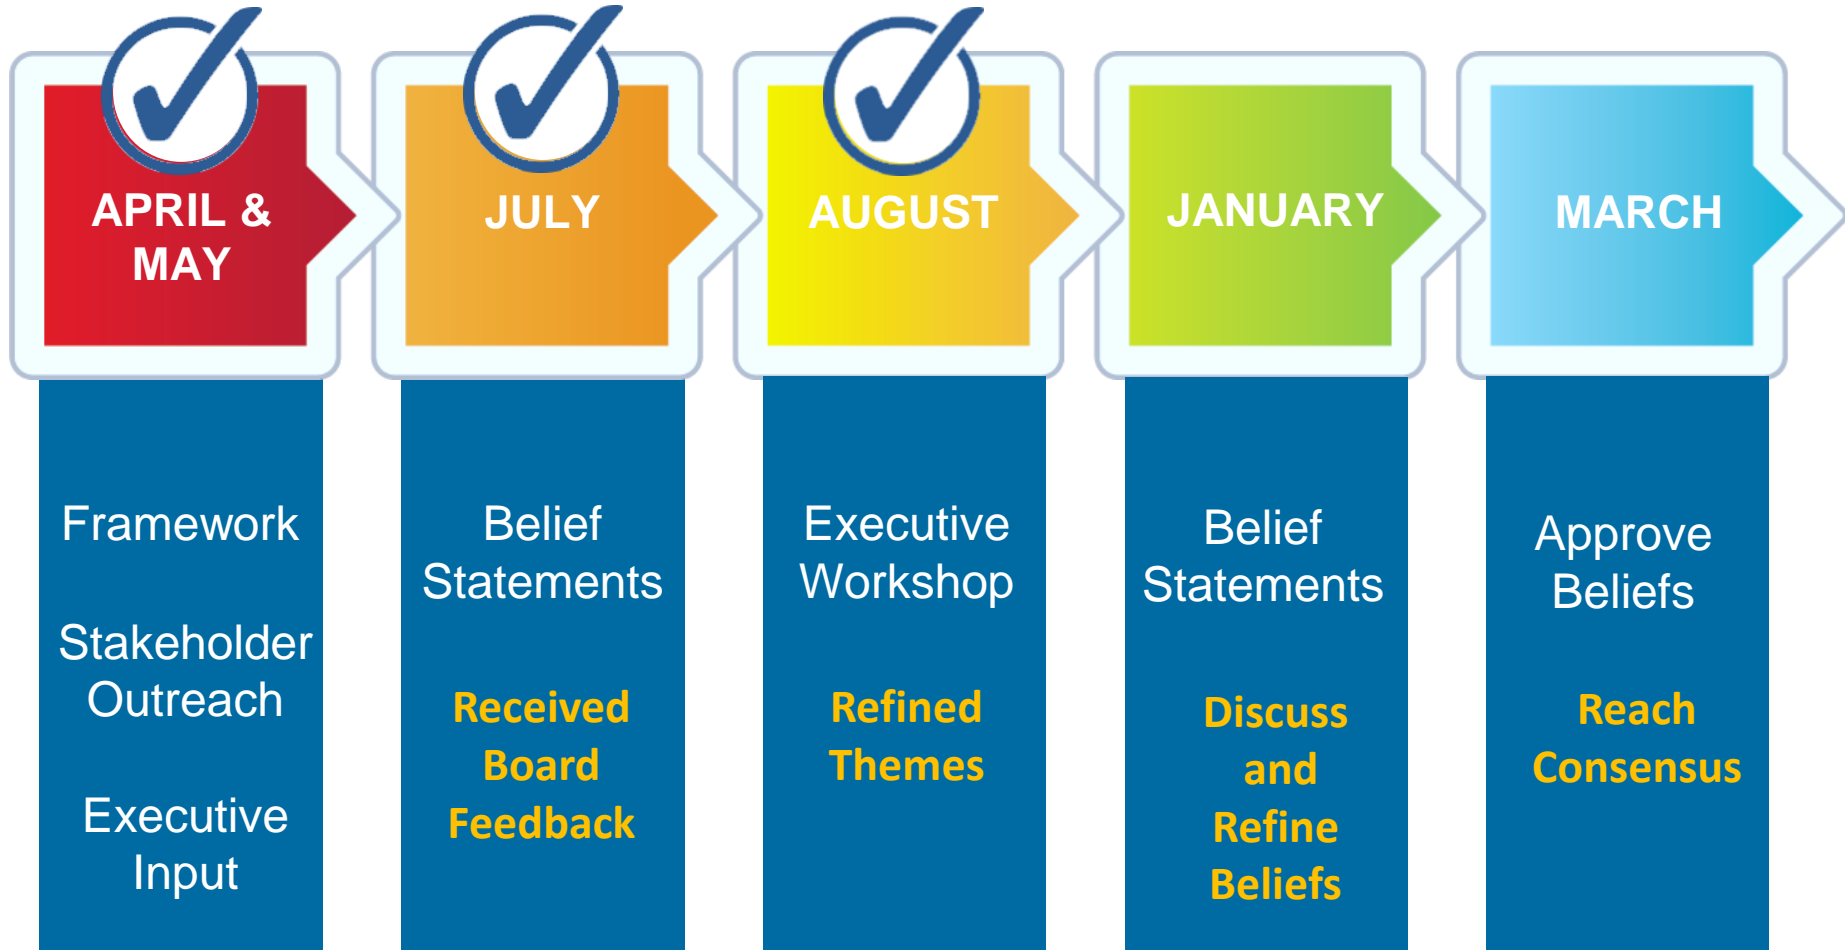 APRIL &
MAY
Framework
Stakeholder
Outreach
Executive
Input
JULY
Belief
Statements
Received
Board
Feedback
AUGUST
Executive
Workshop
Refined
Themes
JANUARY
Belief
Statements
Discuss
and
Refine
Beliefs
MARCH
Approve
Beliefs
Reach
Consensus